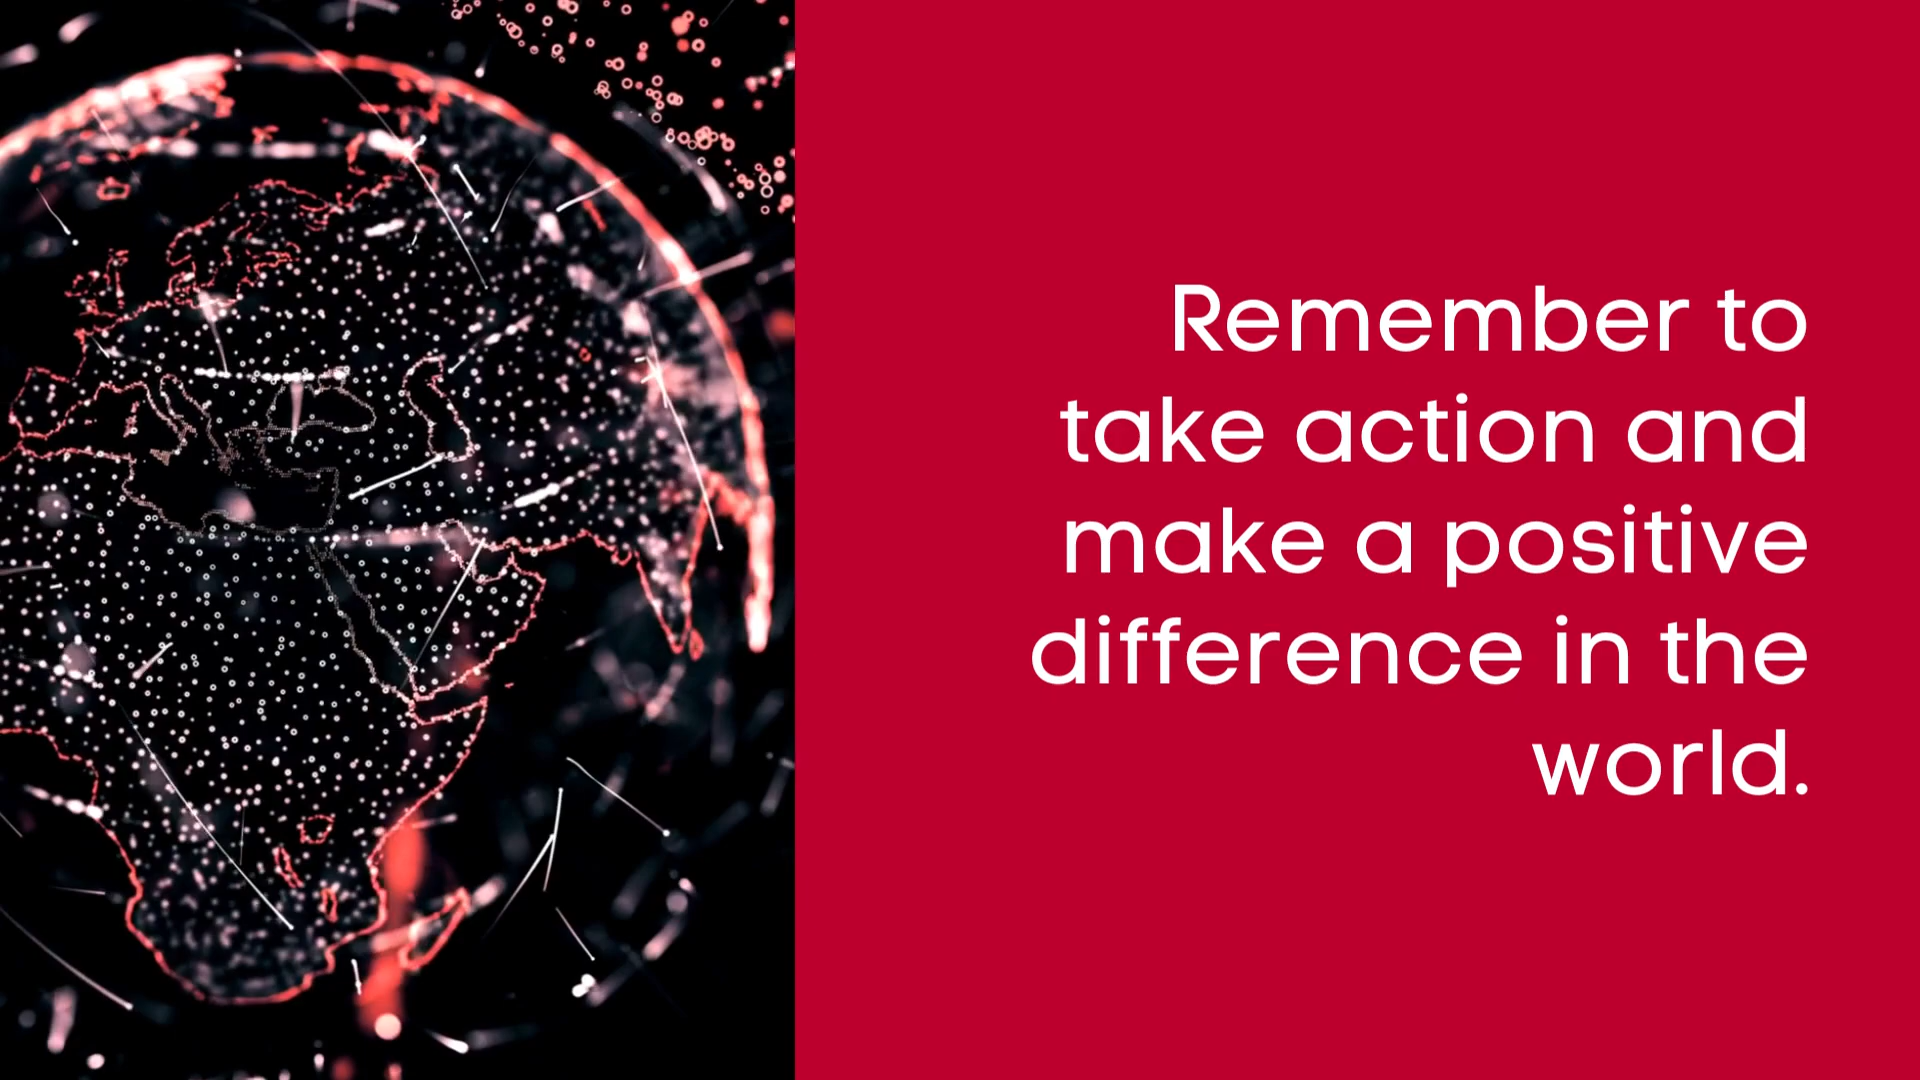 Remember to
take action and
make a positive
difference in the
world.